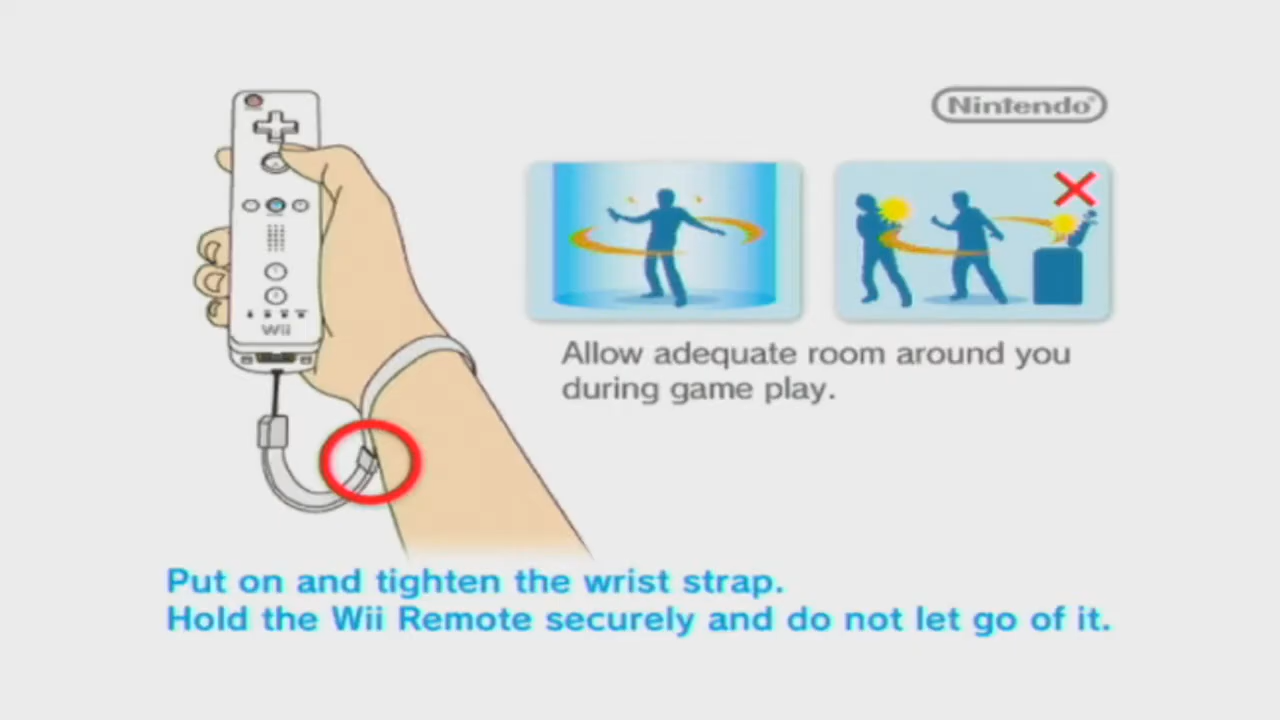 Nintendo®
Allow adequate room around you
during game play.
Wii
Put on and tighten the wrist strap.
Hold the Wii Remote securely and do not let go of it.